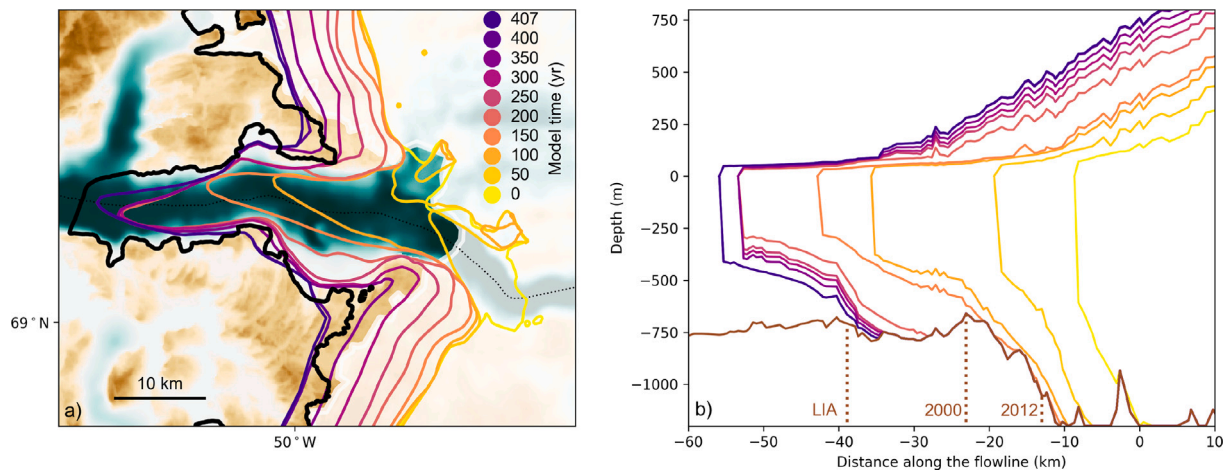 407
400
350
300
250
200
150
100
50
0
Model time (yr)
10 km
a)
69°N
50°W
750
500
250
0
−250
−500
−750
−1000
Depth (m)
b)
LIA
2000
2012
−60 −50 −40 −30 −20 −10 0 10
Distance along the flowline (km)